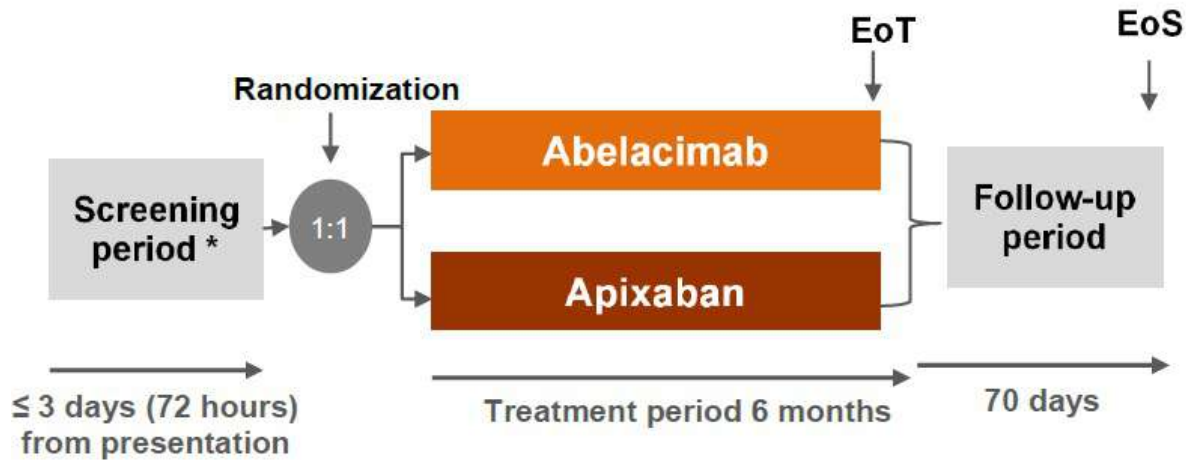 EoT
EoS
Randomization
Abelacimab
Screening
period *
1:1
Follow-up
period
Apixaban
≤ 3 days (72 hours)
from presentation
Treatment period 6 months
70 days